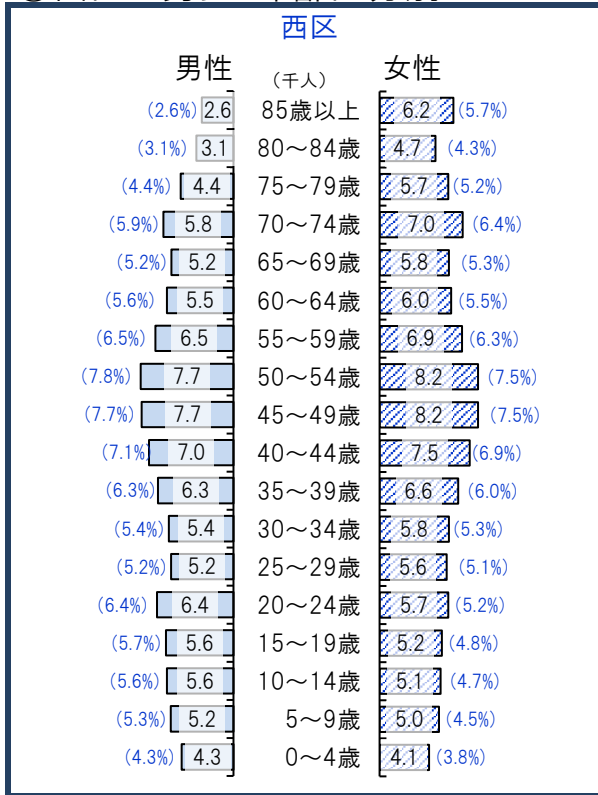 西区
男性 (千人) 女性
(2.6%) 2.6 85歳以上 6.2 (5.7%)
(3.1%) 3.1 80～84歳 4.7 (4.3%)
(4.4%) 4.4 75～79歳 5.7 (5.2%)
(5.9%) 5.8 70～74歳 7.0 (6.4%)
(5.2%) 5.2 65～69歳 5.8 (5.3%)
(5.6%) 5.5 60～64歳 6.0 (5.5%)
(6.5%) 6.5 55～59歳 6.9 (6.3%)
(7.8%) 7.7 50～54歳 8.2 (7.5%)
(7.7%) 7.7 45～49歳 8.2 (7.5%)
(7.1%) 7.0 40～44歳 7.5 (6.9%)
(6.3%) 6.3 35～39歳 6.6 (6.0%)
(5.4%) 5.4 30～34歳 5.8 (5.3%)
(5.2%) 5.2 25～29歳 5.6 (5.1%)
(6.4%) 6.4 20～24歳 5.7 (5.2%)
(5.7%) 5.6 15～19歳 5.2 (4.8%)
(5.6%) 5.6 10～14歳 5.1 (4.7%)
(5.3%) 5.2 5～9歳 5.0 (4.5%)
(4.3%) 4.3 0～4歳 4.1 (3.8%)